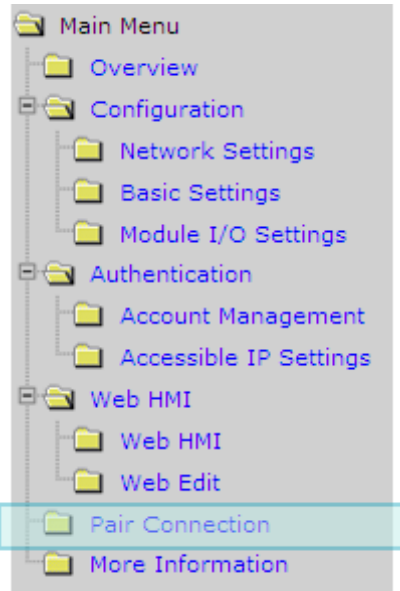 Main Menu
Overview
Configuration
Network Settings
Basic Settings
Module I/O Settings
Authentication
Account Management
Accessible IP Settings
Web HMI
Web HMI
Web Edit
Pair Connection
More Information